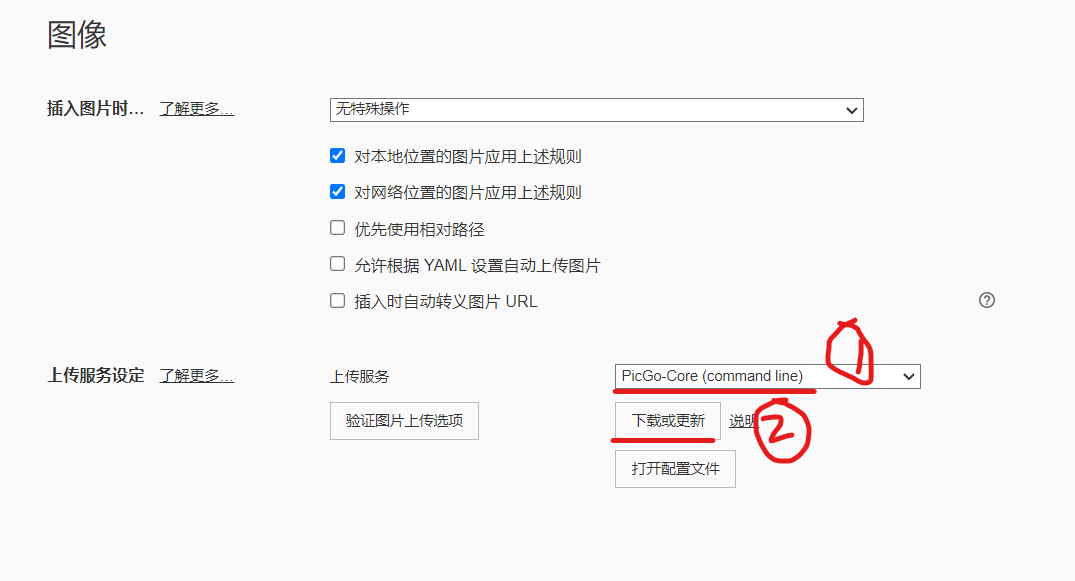 图像
插入图片时... 了解更多... 无特殊操作
对本地位置的图片应用上述规则
对网络位置的图片应用上述规则
优先使用相对路径
允许根据 YAML 设置自动上传图片
插入时自动转义图片 URL
?
1
上传服务设定 了解更多... 上传服务 PicGo-Core (command line)
验证图片上传选项 下载或更新 说明 2
打开配置文件